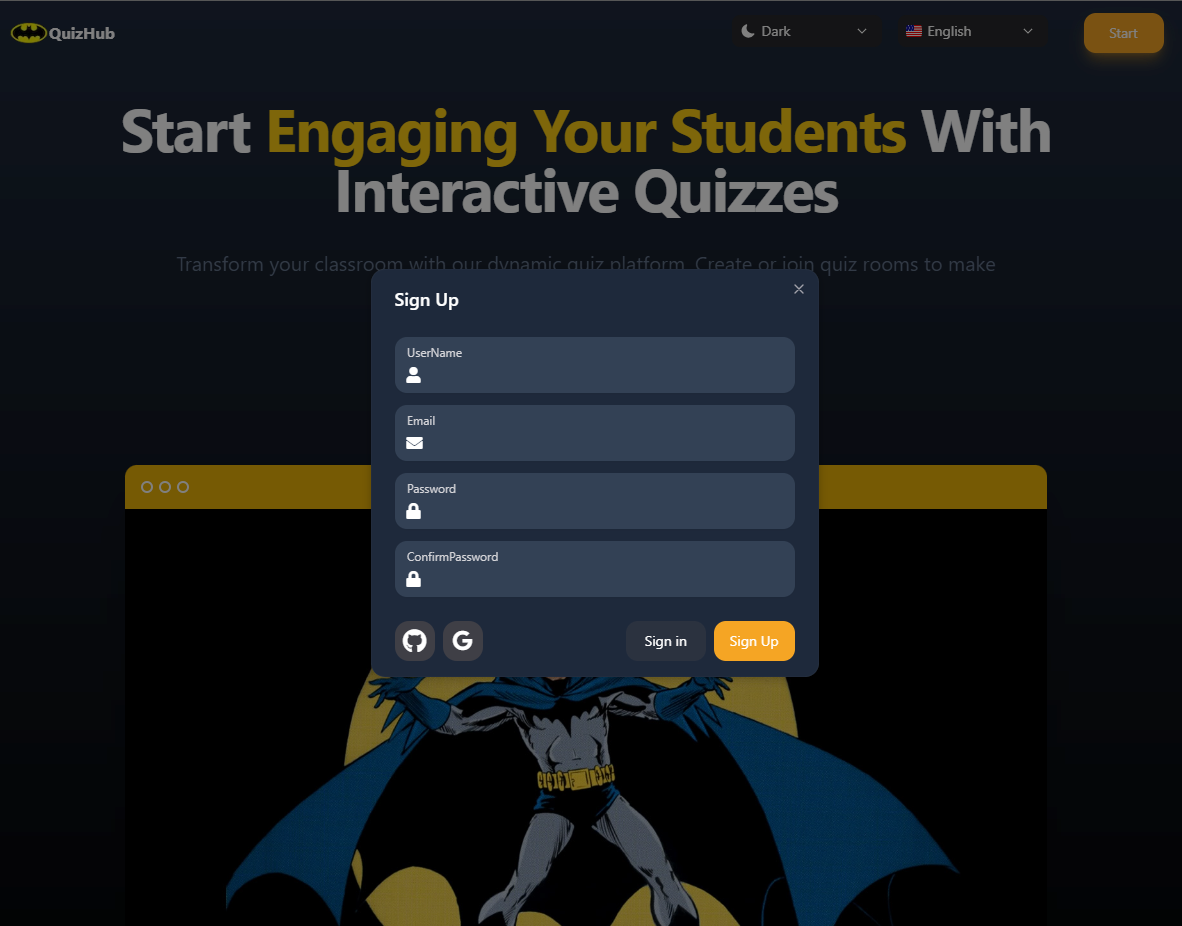 QuizHub
Dark
English
Start
Start Engaging Your Students With
Interactive Quizzes
Transform your classroom with our dynamic quiz platform. Create or join quiz rooms to make
Sign Up
UserName
Email
Password
ConfirmPassword
Sign in
Sign Up